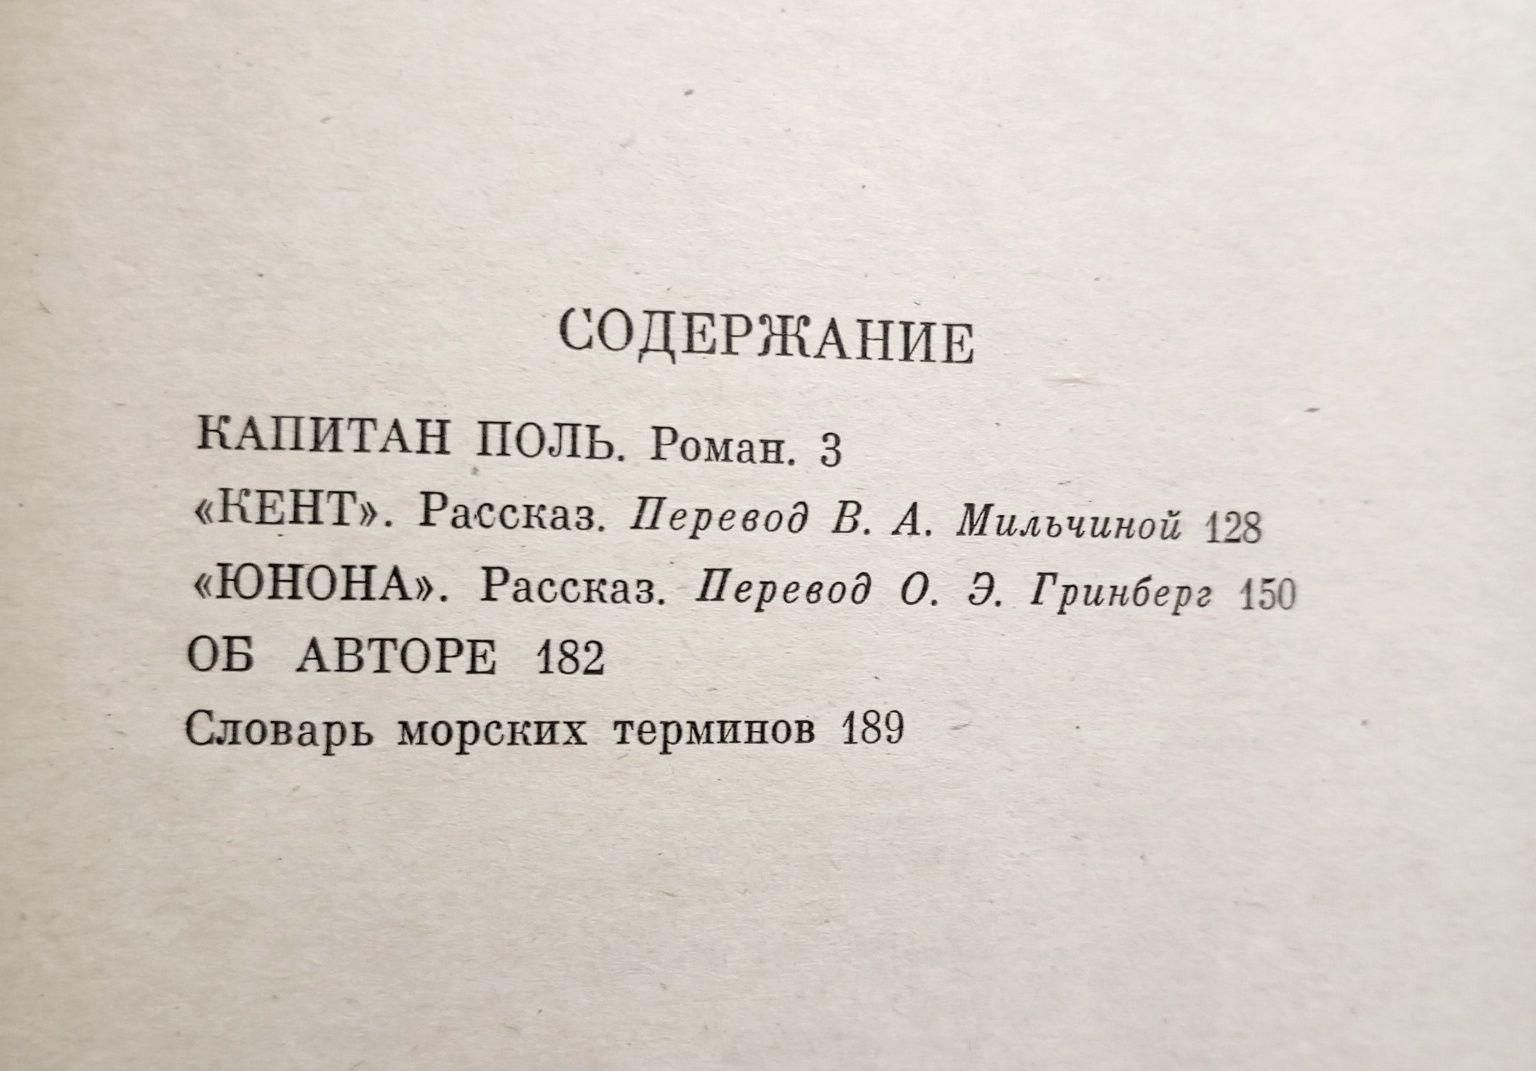 СОДЕРЖАНИЕ
КАПИТАН ПОЛЬ. Роман. 3
«КЕНТ». Рассказ. Перевод В. А. Мильчиной 128
«ЮНОНА». Рассказ. Перевод О. Э. Гринберг 150
ОБ АВТОРЕ 182
Словарь морских терминов 189